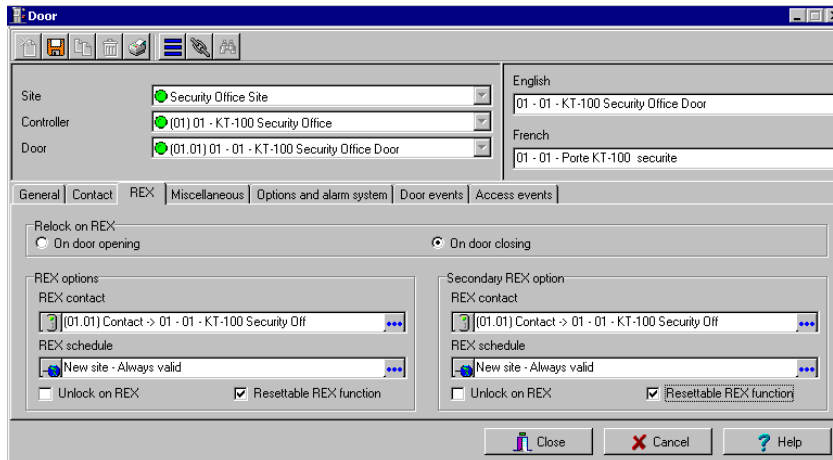 Door
Site
Security Office Site
Controller
(01) 01 - KT-100 Security Office
Door
(01.01) 01 - 01 - KT-100 Security Office Door
English
01 - 01 - KT-100 Security Office Door
French
01 - 01 - Porte KT-100 securite
General Contact REX Miscellaneous Options and alarm system Door events Access events
Relock on REX
On door opening On door closing
REX options
REX contact
(01.01) Contact -> 01 - 01 - KT-100 Security Off
REX schedule
New site - Always valid
Unlock on REX Resettable REX function
Secondary REX option
REX contact
(01.01) Contact -> 01 - 01 - KT-100 Security Off
REX schedule
New site - Always valid
Unlock on REX Resettable REX function
Close Cancel ? Help